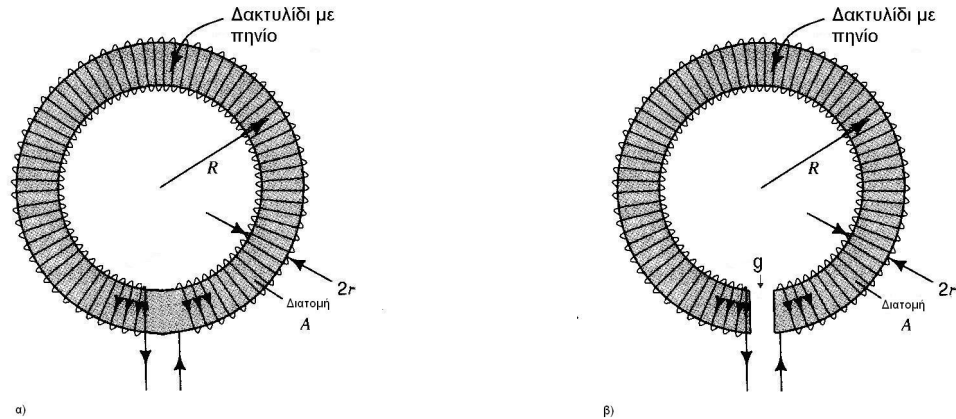 Δακτυλίδι με
πηνίο
R
2r
Διατομή
A
α)
Δακτυλίδι με
πηνίο
R
g
2r
Διατομή
A
β)